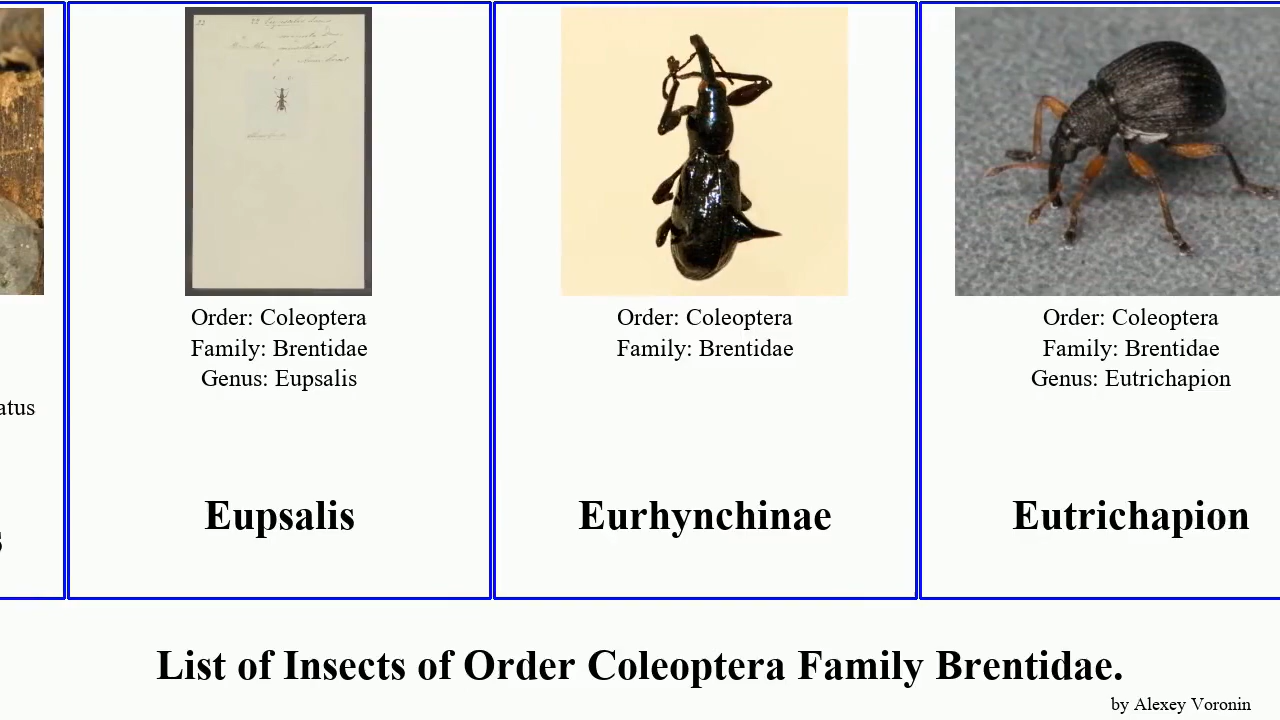 Order: Coleoptera
Family: Brentidae
Genus: Eupsalis
Eupsalis
Order: Coleoptera
Family: Brentidae
Eurhynchinae
Order: Coleoptera
Family: Brentidae
Genus: Eutrichapion
Eutrichapion
atus
s
List of Insects of Order Coleoptera Family Brentidae.
by Alexey Voronin